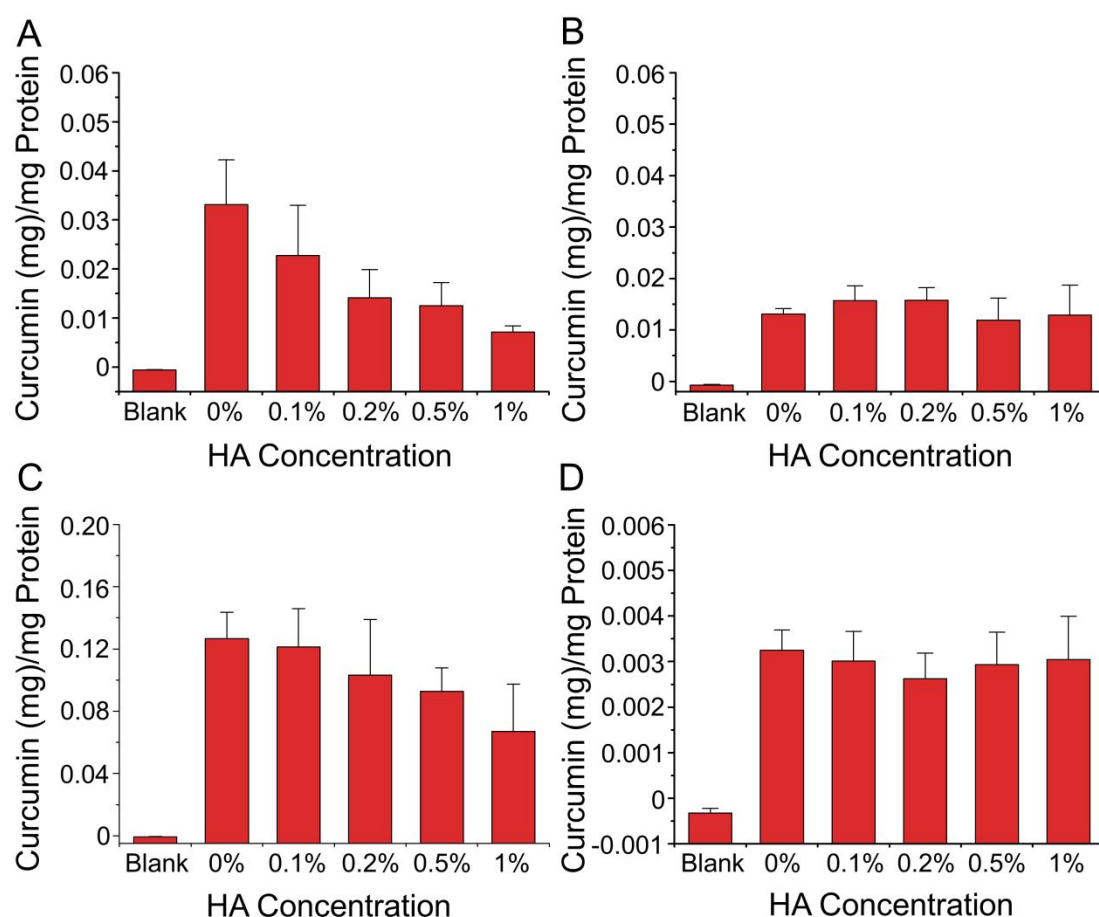 A
Curcumin (mg)/mg Protein
0.06
0.05
0.04
0.03
0.02
0.01
0
Blank 0% 0.1% 0.2% 0.5% 1%
HA Concentration
B
Curcumin (mg)/mg Protein
0.06
0.05
0.04
0.03
0.02
0.01
0
Blank 0% 0.1% 0.2% 0.5% 1%
HA Concentration
C
Curcumin (mg)/mg Protein
0.20
0.16
0.12
0.08
0.04
0
Blank 0% 0.1% 0.2% 0.5% 1%
HA Concentration
D
Curcumin (mg)/mg Protein
0.006
0.005
0.004
0.003
0.002
0.001
0
-0.001
Blank 0% 0.1% 0.2% 0.5% 1%
HA Concentration